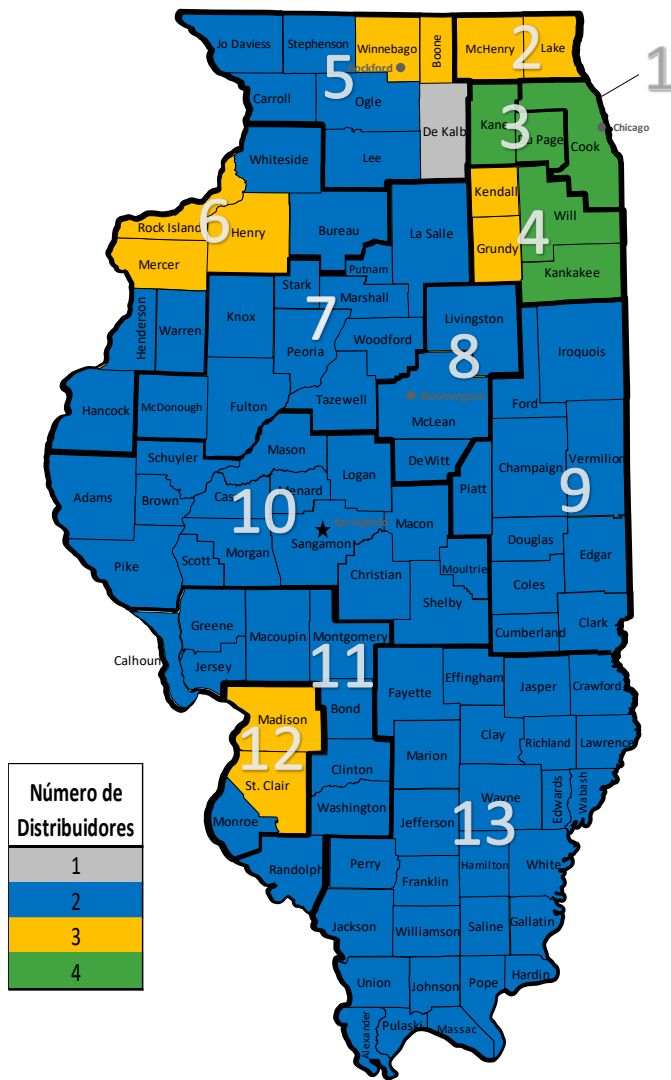 Jo Daviess
Stephenson
Winnebago
Boone
McHenry
Lake
2
1
5
Rockford
Carroll
Ogle
De Kalb
Kane
3
Du Page
Cook
Chicago
Whiteside
Lee
Kendall
Will
4
Rock Island
6
Henry
Bureau
La Salle
Grundy
Mercer
Putnam
Kankakee
Stark
Marshall
7
Henderson
Warren
Knox
Peoria
Woodford
Livingston
8
Iroquois
Hancock
McDonough
Fulton
Tazewell
Bloomington
McLean
Ford
Schuyler
Mason
Logan
DeWitt
Champaign
Vermilion
Adams
Brown
Cass
Menard
Piatt
9
10
Springfield
Macon
Sangamon
Douglas
Edgar
Pike
Scott
Morgan
Christian
Moultrie
Coles
Shelby
Greene
Macoupin
Montgomery
Cumberland
Clark
Calhoun
Jersey
11
Fayette
Effingham
Jasper
Crawford
Madison
Bond
12
Clay
Richland
Lawrence
Marion
St. Clair
Clinton
Washington
Wayne
Edwards
Wabash
Monroe
Jefferson
13
Randolph
Perry
Hamilton
White
Franklin
Jackson
Williamson
Saline
Gallatin
Union
Johnson
Pope
Hardin
Alexander
Pulaski
Massac
Número de
Distribuidores
1
2
3
4